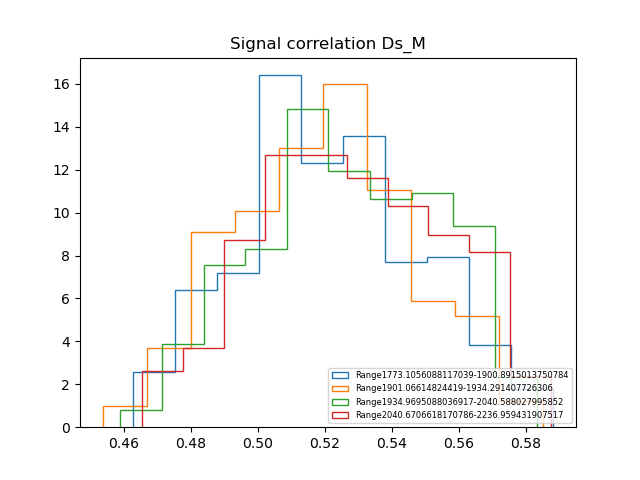 Signal correlation Ds_M
16
14
12
10
8
6
4
2
0
Range1773.1056088117039-1900.8915013750784
Range1901.06614824419-1934.291407726306
Range1934.9695088036917-2040.588027995852
Range2040.6706618170786-2236.959431907517
0.46 0.48 0.50 0.52 0.54 0.56 0.58